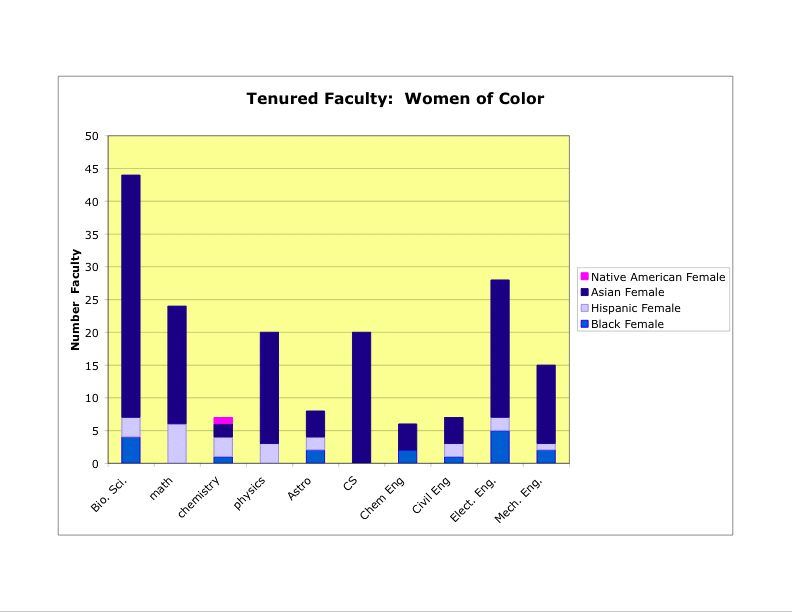 Tenured Faculty:  Women of Color
50
45
40
35
30
25
20
15
10
5
0
Number Faculty
Bio. Sci.
math
chemistry
physics
Astro
CS
Chem Eng
Civil Eng
Elect. Eng.
Mech. Eng.
Native American Female
Asian Female
Hispanic Female
Black Female